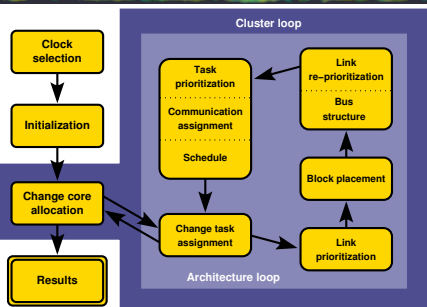 Cluster loop
Clock
selection
Initialization
Change core
allocation
Results
Task
prioritization
Communication
assignment
Schedule
Change task
assignment
Link
re-prioritization
Bus
structure
Block placement
Link
prioritization
Architecture loop